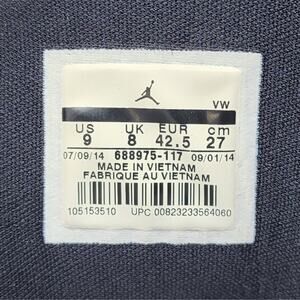 VW
US UK EUR cm
9 8 42.5 27
07/09/14 688975-117 09/01/14
MADE IN VIETNAM
FABRIQUE AU VIETNAM
105153510 UPC 00823233564060